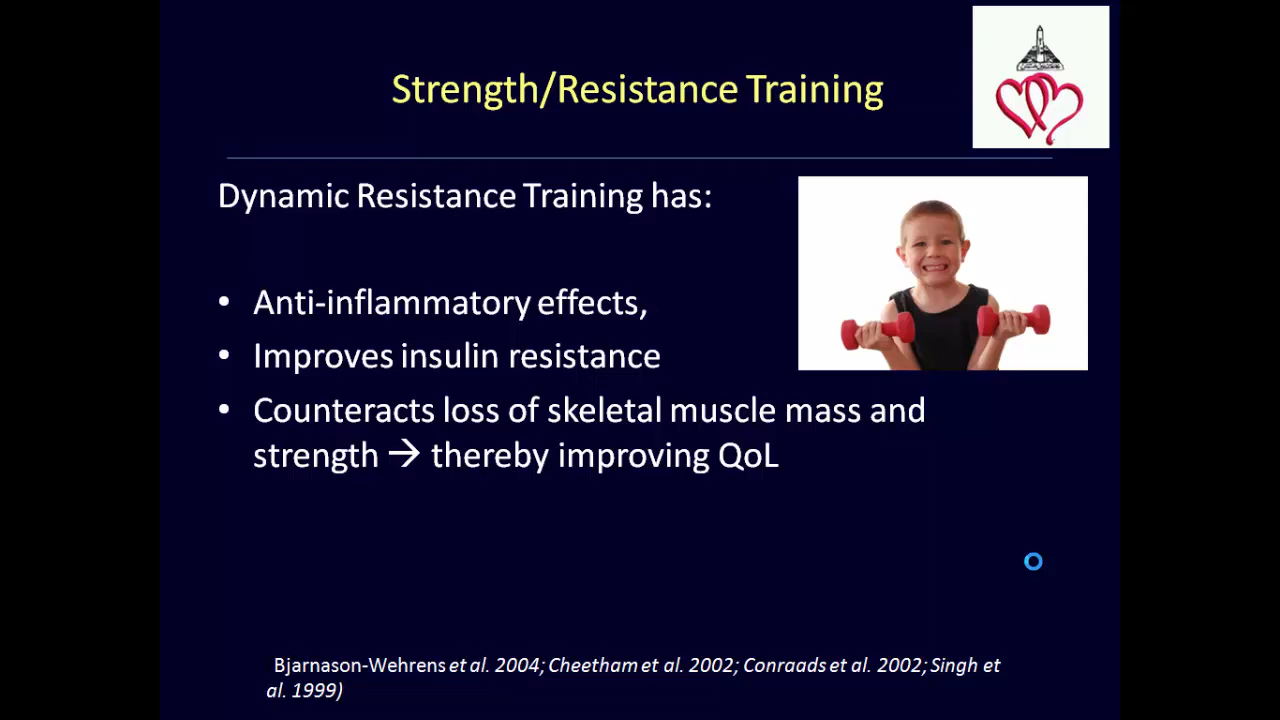 Strength/Resistance Training
Dynamic Resistance Training has:
• Anti-inflammatory effects,
• Improves insulin resistance
• Counteracts loss of skeletal muscle mass and
strength → thereby improving QoL
Bjarnason-Wehrens et al. 2004; Cheetham et al. 2002; Conraads et al. 2002; Singh et
al. 1999)